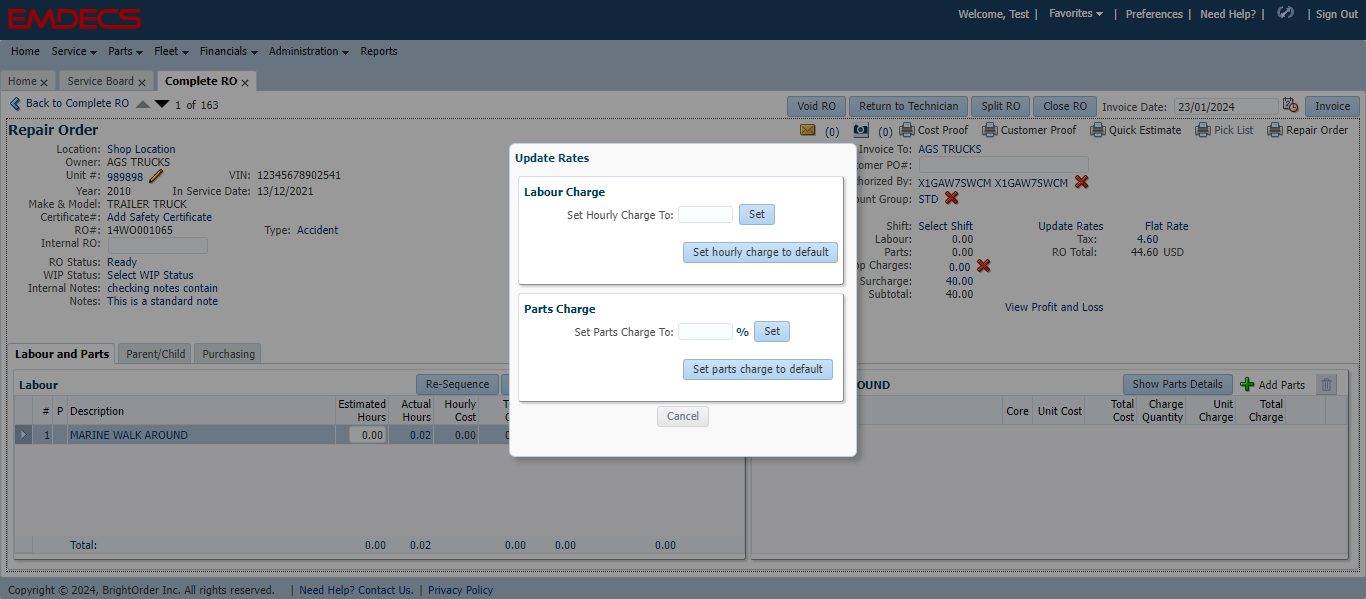 EMDECS
Welcome, Test | Favorites | Preferences | Need Help? | | Sign Out
Home Service Parts Fleet Financials Administration Reports
Home x Service Board x Complete RO x
Back to Complete RO 1 of 163 Void RO Return to Technician Split RO Close RO Invoice Date: 23/01/2024 Invoice
Repair Order (0) (0) Cost Proof Customer Proof Quick Estimate Pick List Repair Order
Location: Shop Location
Owner: AGS TRUCKS
Unit #: 989898 VIN: 12345678902541
Year: 2010 In Service Date: 13/12/2021
Make & Model: TRAILER TRUCK
Certificate#: Add Safety Certificate
RO#: 14WO001065 Type: Accident
Internal RO:
RO Status: Ready
WIP Status: Select WIP Status
Internal Notes: checking notes contain
Notes: This is a standard note
Invoice To: AGS TRUCKS
tomer PO#:
horized By: X1GAW7SWCM X1GAW7SWCM
ount Group: STD
Shift: Select Shift Update Rates Flat Rate
Labour: 0.00 Tax: 4.60
Parts: 0.00 RO Total: 44.60 USD
op Charges: 0.00
Surcharge: 40.00
Subtotal: 40.00
View Profit and Loss
Update Rates
Labour Charge
Set Hourly Charge To: Set
Set hourly charge to default
Parts Charge
Set Parts Charge To: % Set
Set parts charge to default
Cancel
Labour and Parts Parent/Child Purchasing
Labour Re-Sequence
# P Description Estimated Hours Actual Hours Hourly Cost
1 MARINE WALK AROUND 0.00 0.02 0.00
Total: 0.00 0.02 0.00 0.00 0.00
OUND Show Parts Details Add Parts
Core Unit Cost Total Cost Charge Quantity Unit Charge Total Charge
Copyright © 2024, BrightOrder Inc. All rights reserved. | Need Help? Contact Us. | Privacy Policy